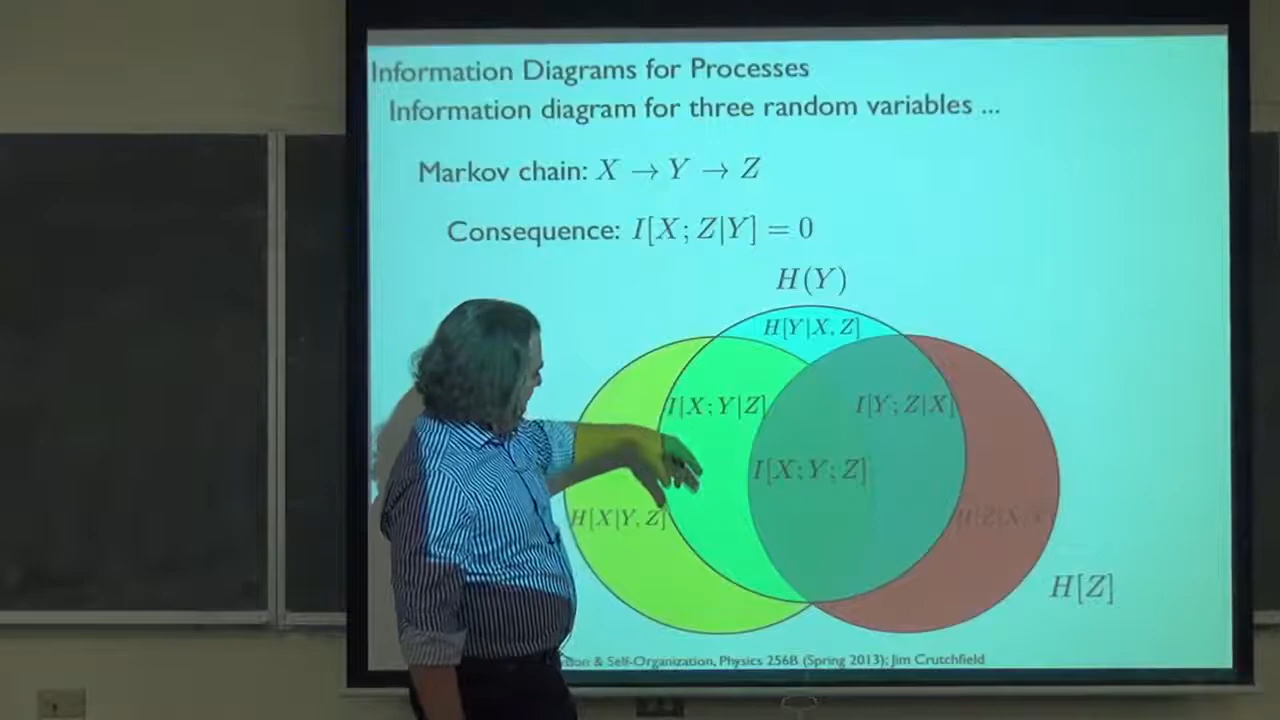 Information Diagrams for Processes
Information diagram for three random variables ...
Markov chain: X → Y → Z
Consequence: I[X; Z|Y] = 0
H(Y)
H[Y|X, Z]
I[X; Y|Z]
I[Y; Z|X]
I[X; Y; Z]
H[X|Y, Z]
H[Z]
& Self-Organization, Physics 256B (Spring 2013); Jim Crutchfield